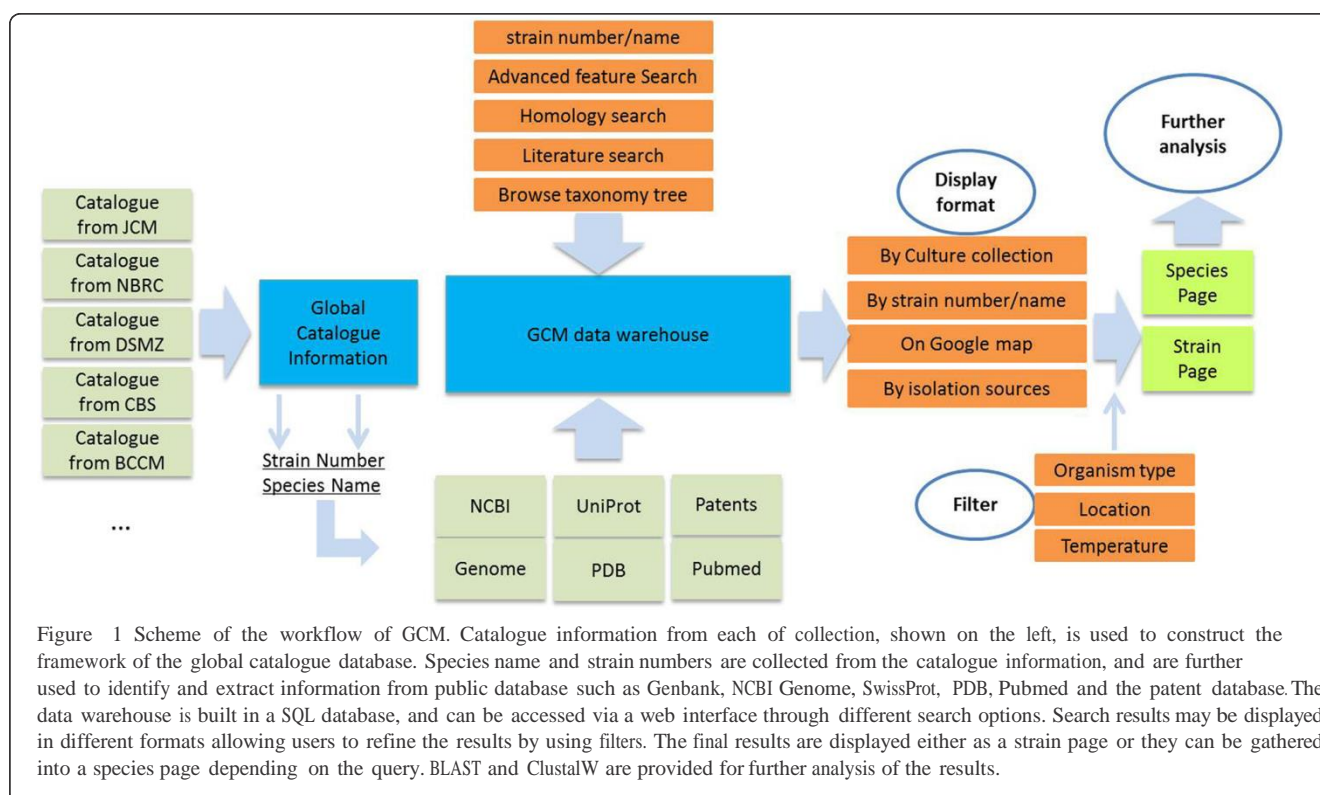 strain number/name
Advanced feature Search
Homology search
Literature search
Browse taxonomy tree
Further
analysis
Display
format
Catalogue
from JCM
Catalogue
from NBRC
Catalogue
from DSMZ
Catalogue
from CBS
Catalogue
from BCCM
...
Global
Catalogue
Information
Strain Number
Species Name
GCM data warehouse
NCBI
UniProt
Patents
Genome
PDB
Pubmed
By Culture collection
By strain number/name
On Google map
By isolation sources
Species
Page
Strain
Page
Filter
Organism type
Location
Temperature
Figure 1 Scheme of the workflow of GCM. Catalogue information from each of collection, shown on the left, is used to construct the
framework of the global catalogue database. Species name and strain numbers are collected from the catalogue information, and are further
used to identify and extract information from public database such as Genbank, NCBI Genome, SwissProt, PDB, Pubmed and the patent database. The
data warehouse is built in a SQL database, and can be accessed via a web interface through different search options. Search results may be displayed
in different formats allowing users to refine the results by using filters. The final results are displayed either as a strain page or they can be gathered
into a species page depending on the query. BLAST and ClustalW are provided for further analysis of the results.